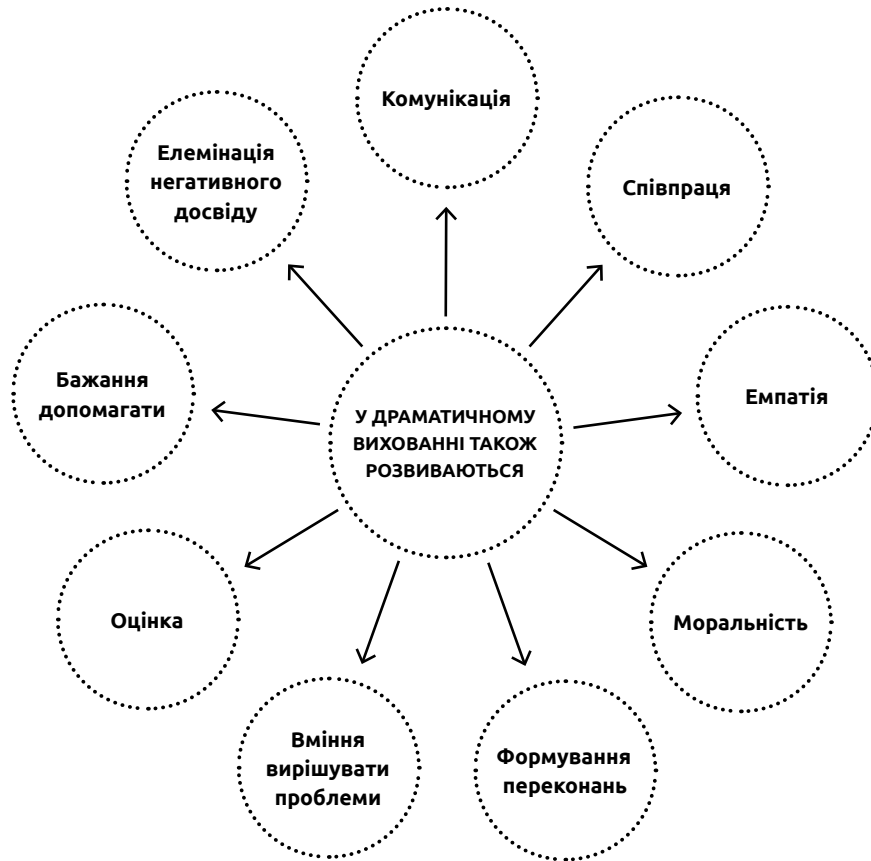 Комунікація
Співпраця
Емпатія
Моральність
Формування
переконань
Вміння
вирішувати
проблеми
Оцінка
Бажання
допомагати
Елемінація
негативного
досвіду
У ДРАМАТИЧНОМУ
ВИХОВАННІ ТАКОЖ
РОЗВИВАЮТЬСЯ